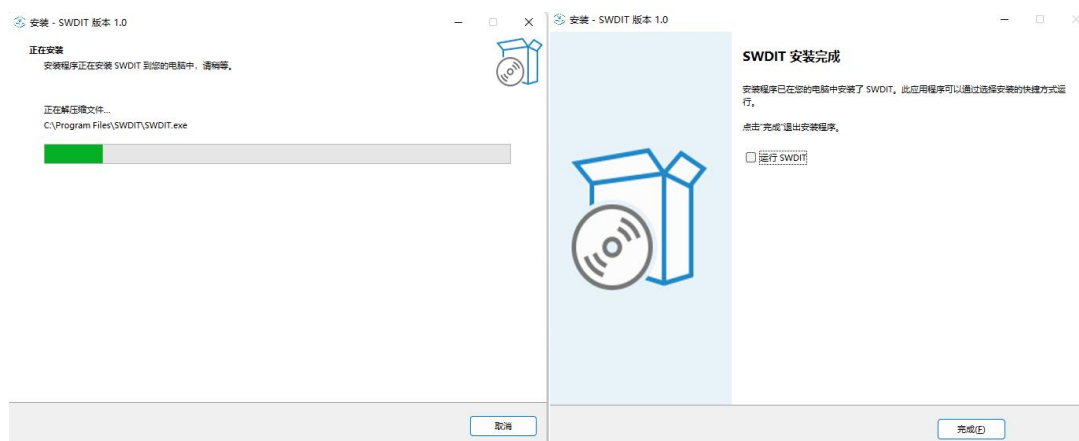 安装 - SWDIT 版本 1.0
正在安装
安装程序正在安装 SWDIT 到您的电脑中，请稍等。
正在解压缩文件...
C:\Program Files\SWDIT\SWDIT.exe
取消
安装 - SWDIT 版本 1.0
SWDIT 安装完成
安装程序已在您的电脑中安装了 SWDIT。此应用程序可以通过选择安装的快捷方式运
行。
点击“完成”退出安装程序。
运行 SWDIT
完成(F)